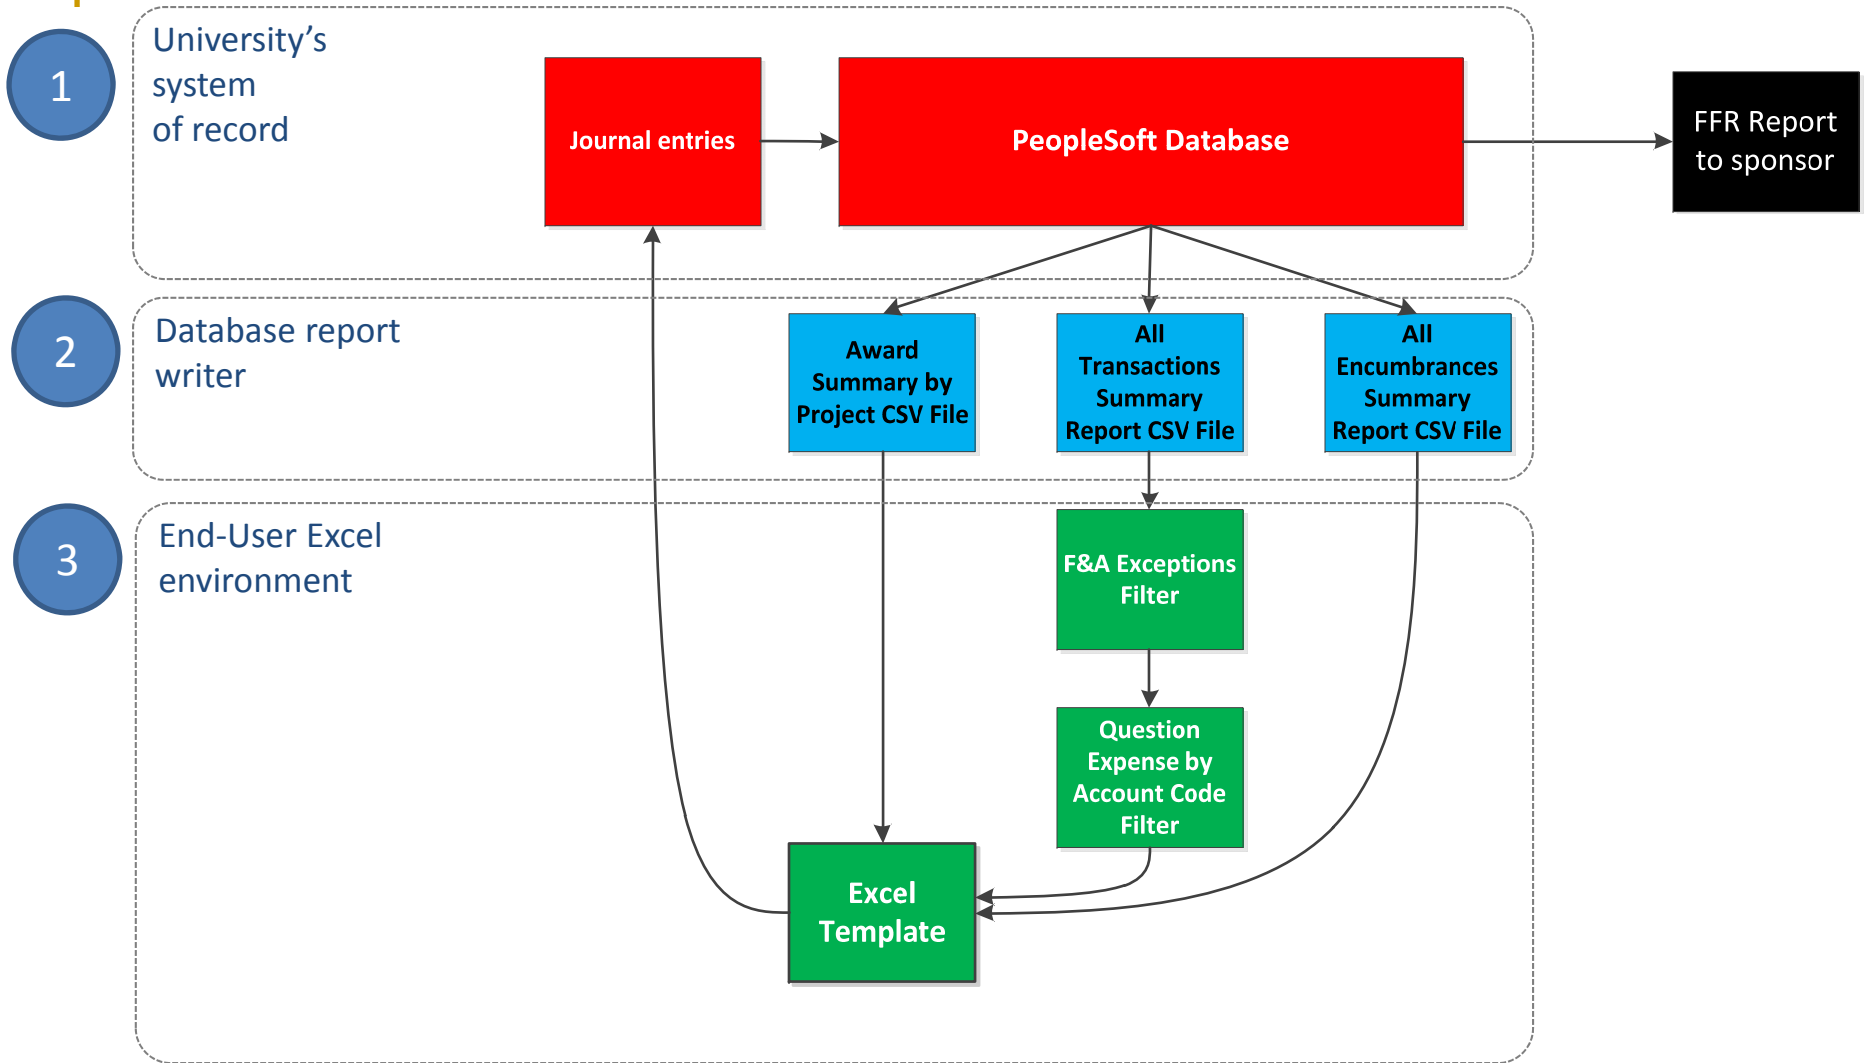 1
University's
system
of record
Journal entries
PeopleSoft Database
FFR Report
to sponsor
2
Database report
writer
Award
Summary by
Project CSV File
All
Transactions
Summary
Report CSV File
All
Encumbrances
Summary
Report CSV File
3
End-User Excel
environment
F&A Exceptions
Filter
Question
Expense by
Account Code
Filter
Excel
Template